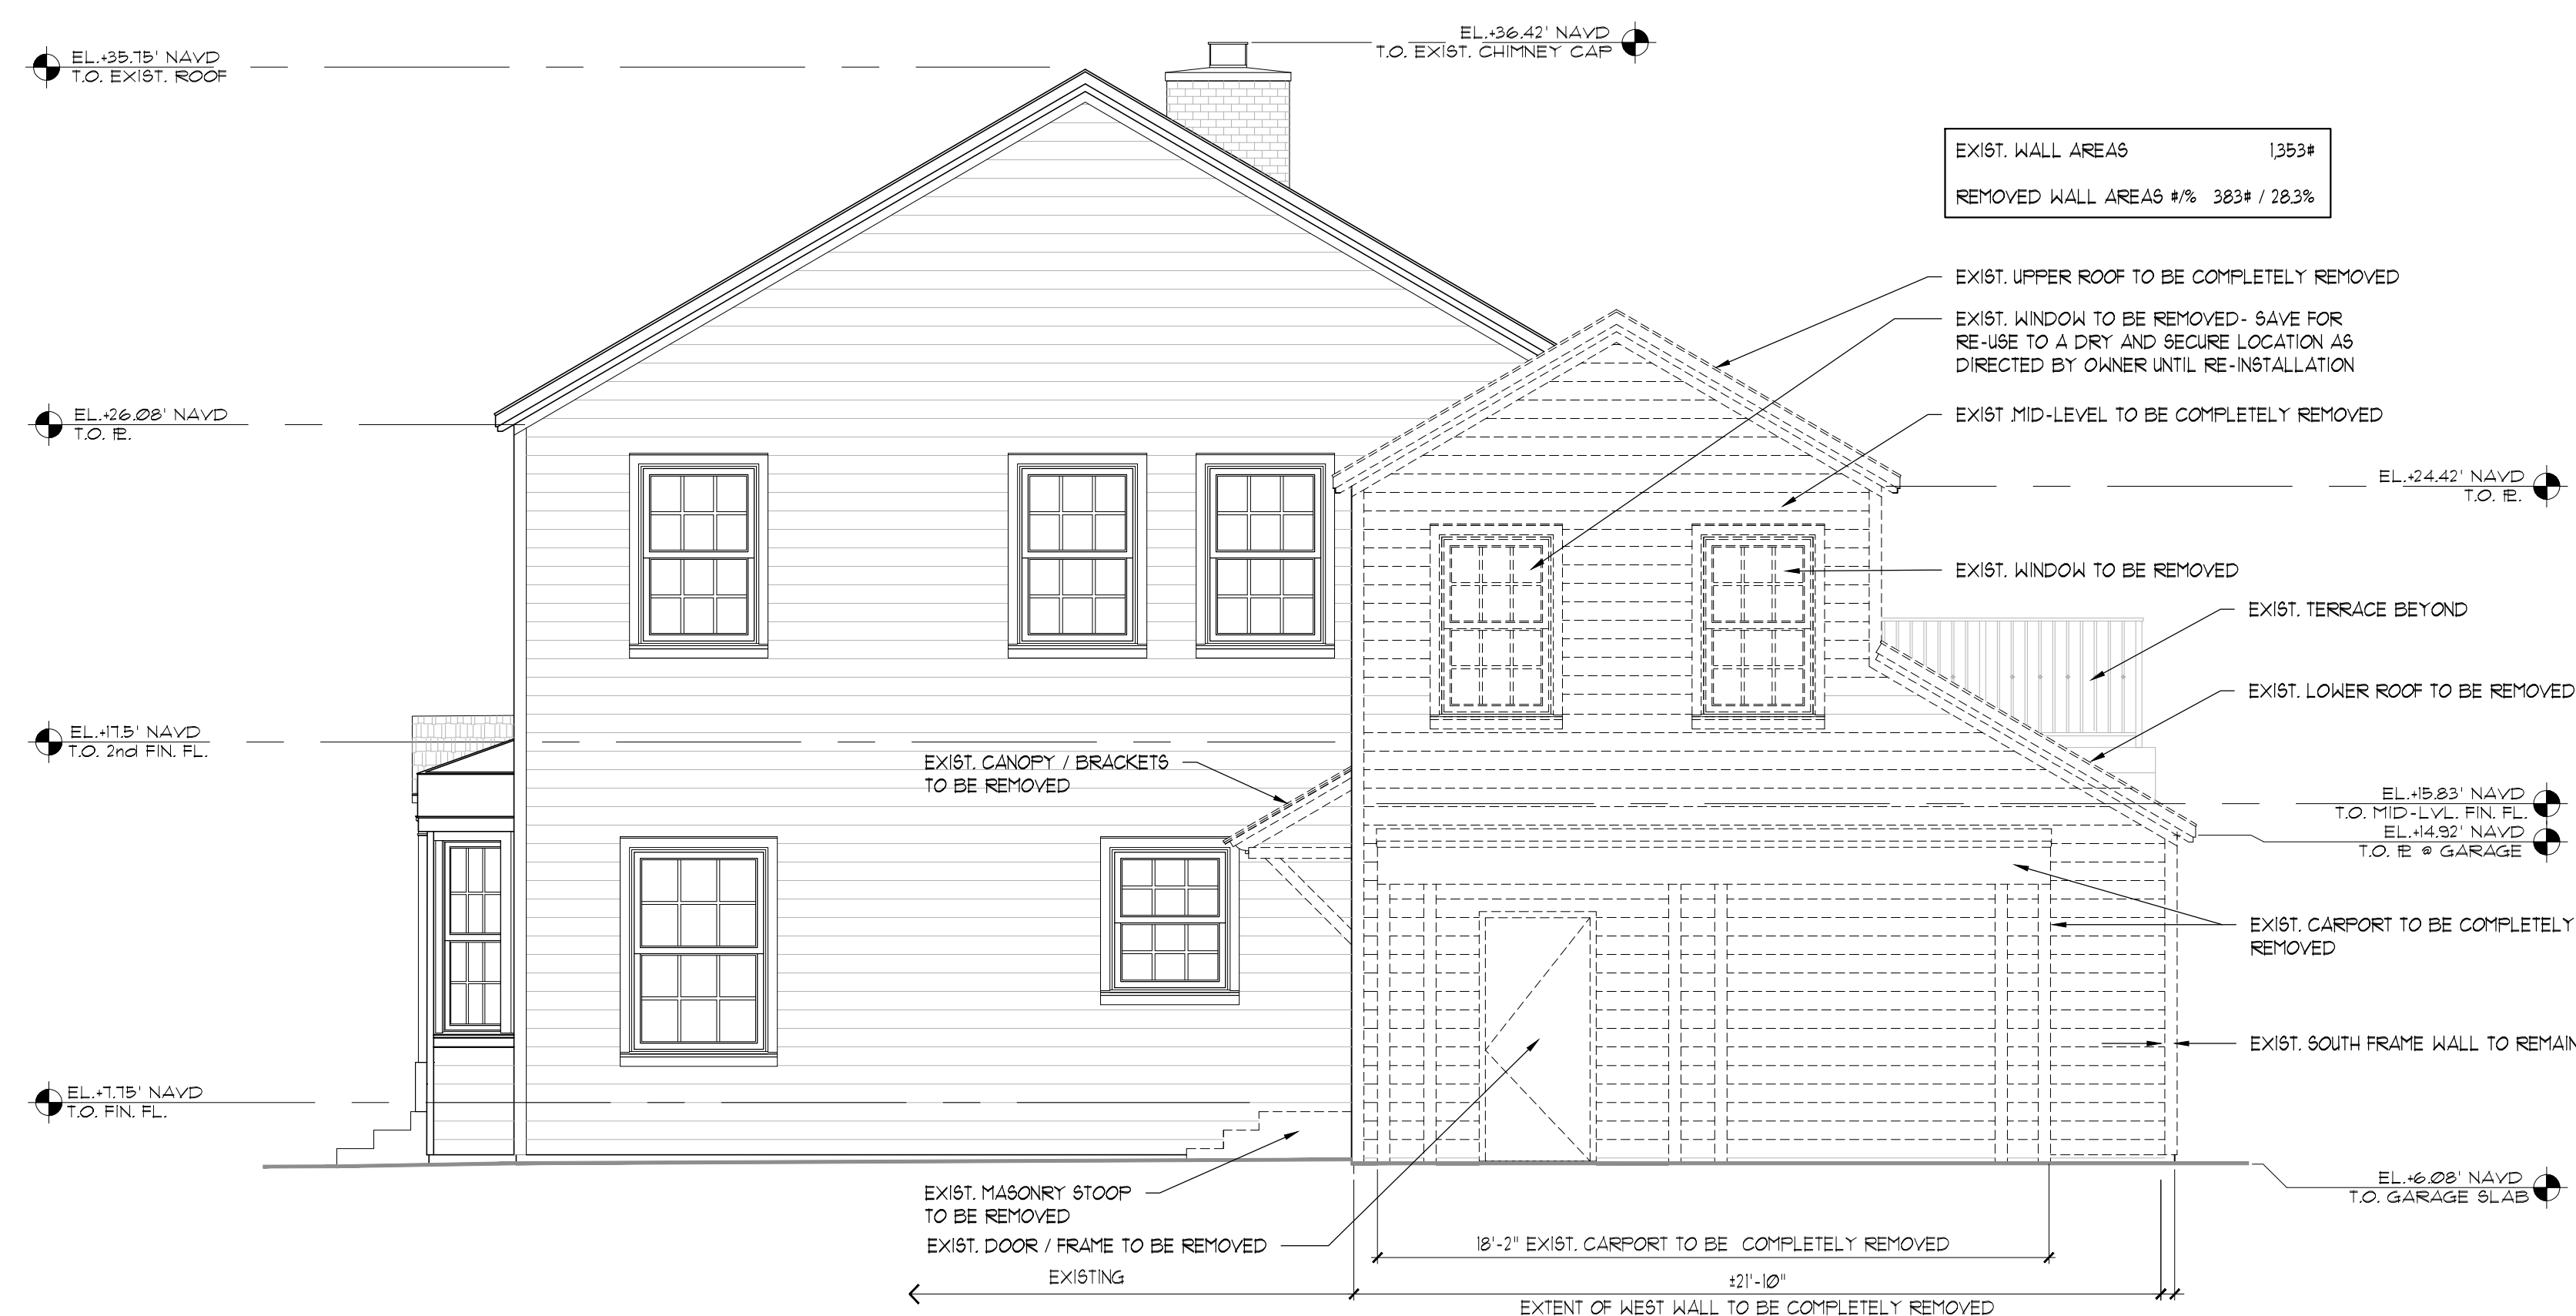 EL.+36.42' NAVD
T.O. EXIST. CHIMNEY CAP
EL.+35.75' NAVD
T.O. EXIST. ROOF
EXIST. WALL AREAS 1,353#
REMOVED WALL AREAS #/% 383# / 28.3%
EXIST. UPPER ROOF TO BE COMPLETELY REMOVED
EXIST. WINDOW TO BE REMOVED- SAVE FOR
RE-USE TO A DRY AND SECURE LOCATION AS
DIRECTED BY OWNER UNTIL RE-INSTALLATION
EL.+26.08' NAVD
T.O. PL.
EXIST .MID-LEVEL TO BE COMPLETELY REMOVED
EL.+24.42' NAVD
T.O. PL.
EXIST. WINDOW TO BE REMOVED
EXIST. TERRACE BEYOND
EXIST. LOWER ROOF TO BE REMOVED
EL.+17.5' NAVD
T.O. 2nd FIN. FL.
EXIST. CANOPY / BRACKETS
TO BE REMOVED
EL.+15.83' NAVD
T.O. MID-LVL. FIN. FL.
EL.+14.92' NAVD
T.O. PL @ GARAGE
EXIST. CARPORT TO BE COMPLETELY
REMOVED
EXIST. SOUTH FRAME WALL TO REMAIN
EL.+7.75' NAVD
T.O. FIN. FL.
EL.+6.08' NAVD
T.O. GARAGE SLAB
EXIST. MASONRY STOOP
TO BE REMOVED
EXIST. DOOR / FRAME TO BE REMOVED
18'-2" EXIST. CARPORT TO BE COMPLETELY REMOVED
EXISTING
±21'-10"
EXTENT OF WEST WALL TO BE COMPLETELY REMOVED